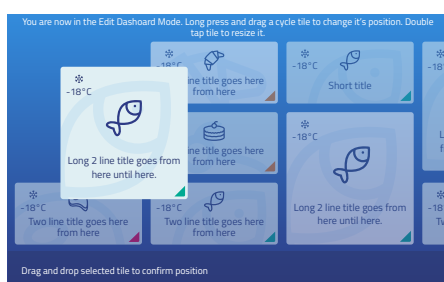 You are now in the Edit Dashoard Mode. Long press and drag a cycle tile to change it's position. Double
tap tile to resize it.
-18°C
ne title goes here
from here
-18°C
Short title
-18°C
Long 2 line title goes from
here until here.
ne title goes here
from here
-18°C
Long 2 line title goes from
here until here.
-18°C
Two line title goes here
from here
-18°C
Two line title goes here
from here
-18
Drag and drop selected tile to confirm position